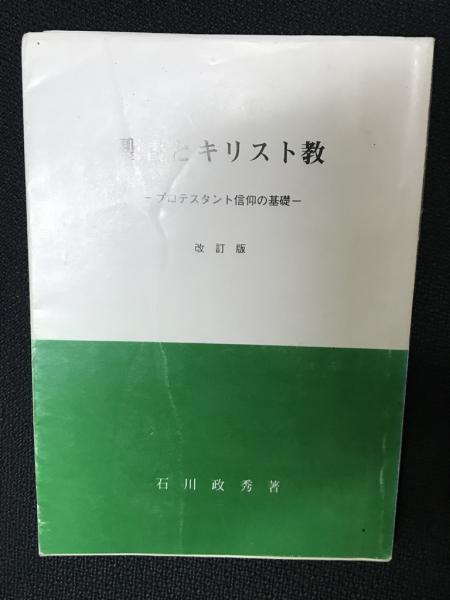 聖書とキリスト教
−プロテスタント信仰の基礎−
改訂版
石川政秀著